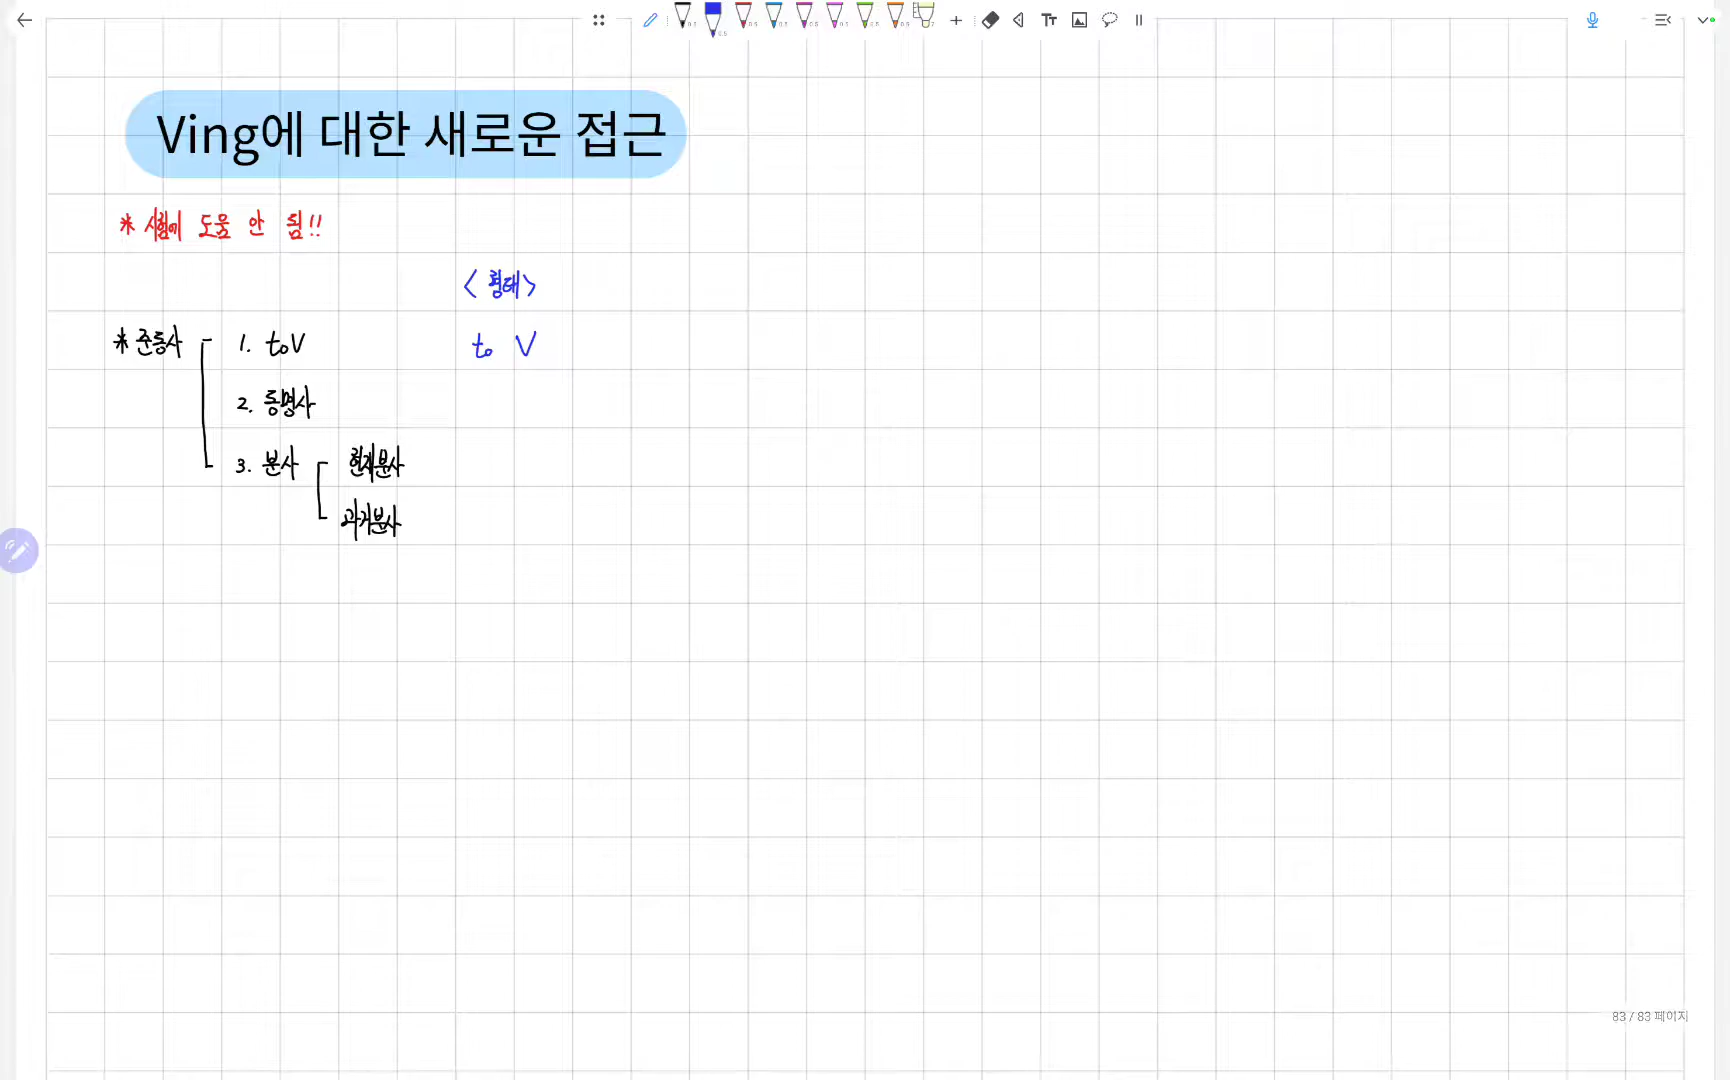 Ving에 대한 새로운 접근
* 시험에 도움 안 됨!!
<형태>
* 준동사 1. to V to V
2. 동명사
3. 분사 현재분사
과거분사
83 / 83 페이지